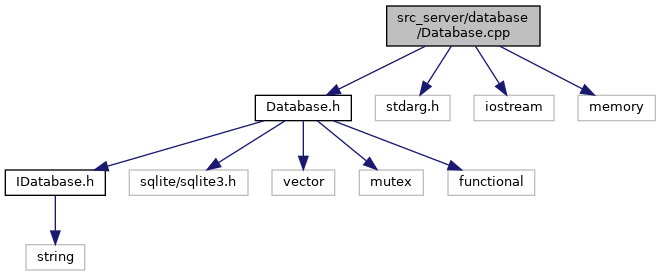 src_server/database
/Database.cpp
Database.h
stdarg.h
iostream
memory
IDatabase.h
sqlite/sqlite3.h
vector
mutex
functional
string